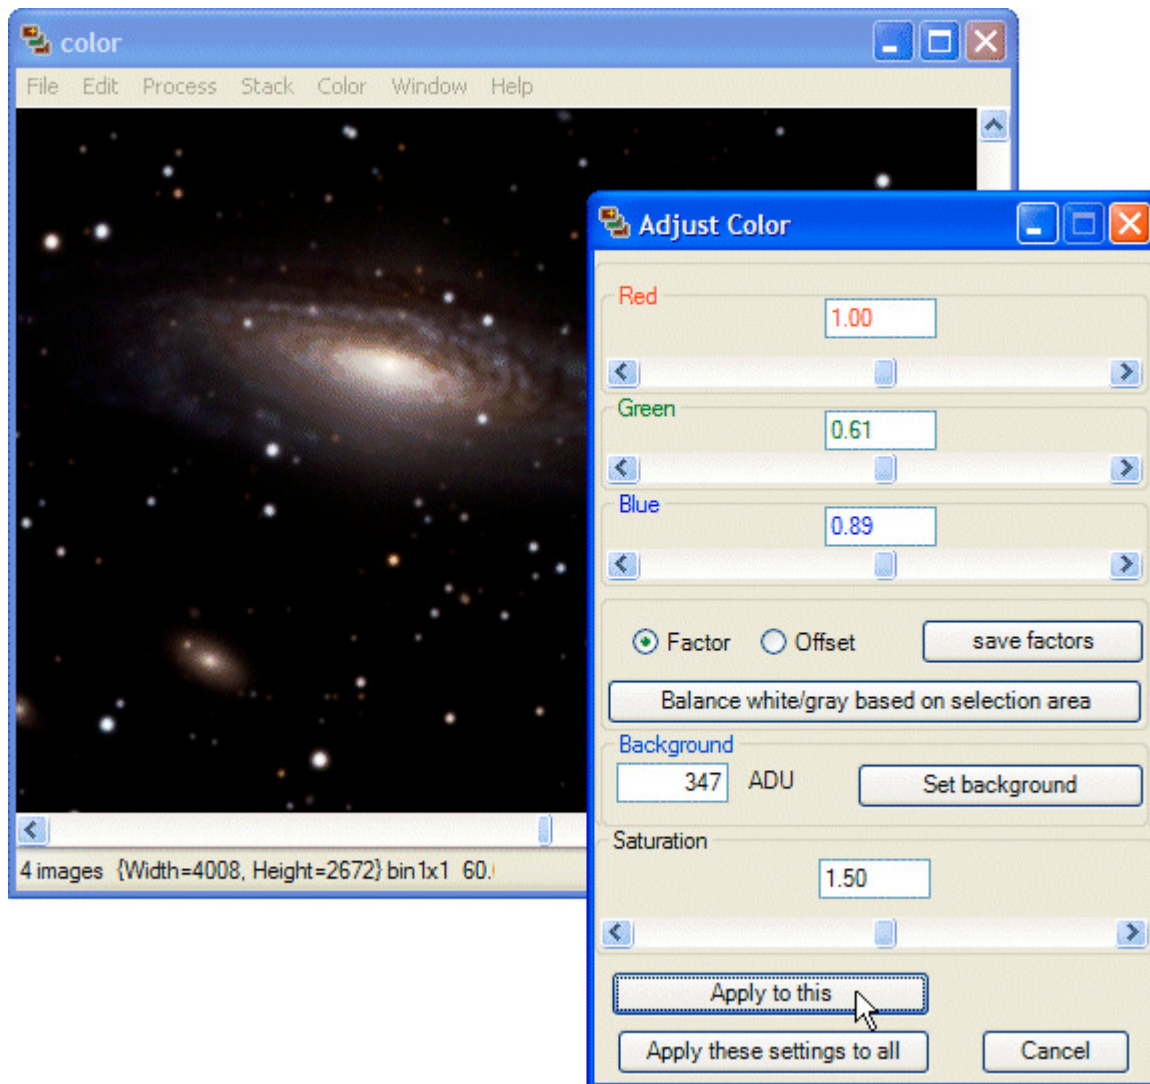 color
File Edit Process Stack Color Window Help
4 images {Width=4008, Height=2672} bin1x1 60.
Adjust Color
Red
1.00
Green
0.61
Blue
0.89
Factor Offset save factors
Balance white/gray based on selection area
Background
347 ADU Set background
Saturation
1.50
Apply to this
Apply these settings to all Cancel